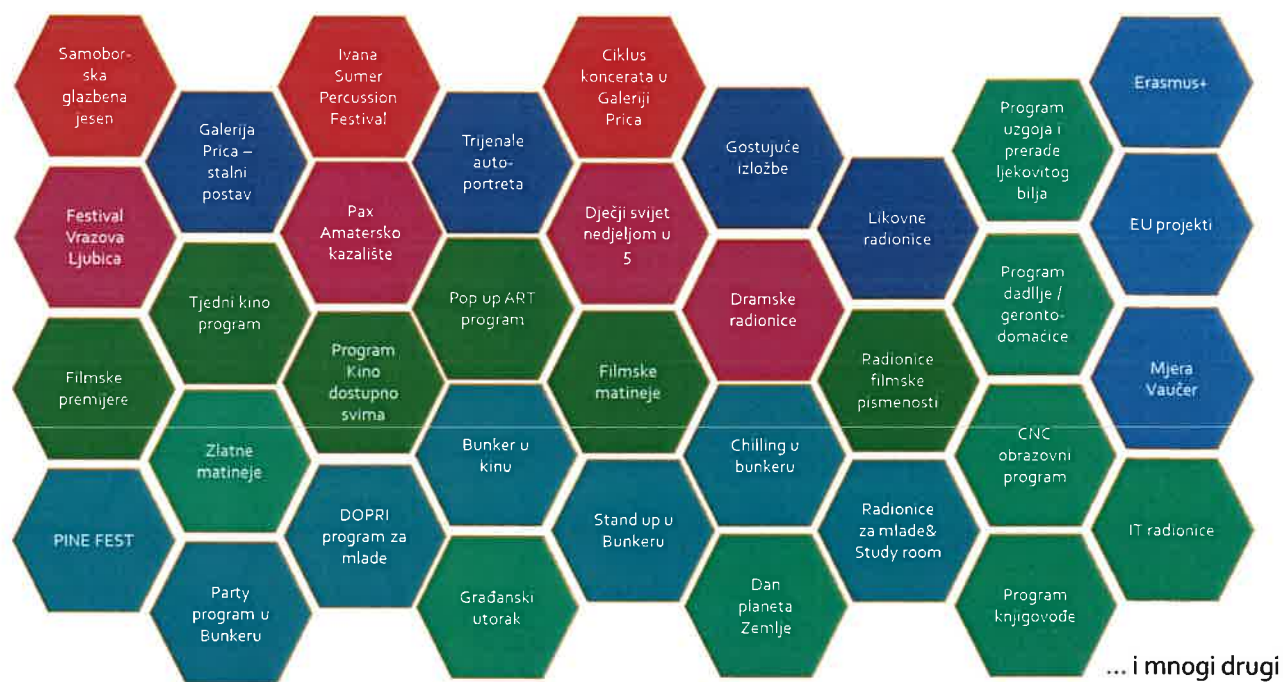 Samobor-
ska
glazbena
jesen
Galerija
Prica –
stalni
postav
Ivana
Sumer
Percussion
Festival
Trijenale
auto-
portreta
Ciklus
koncerata u
Galeriji
Prica
Gostujuće
izložbe
Likovne
radionice
Program
uzgoja i
prerade
ljekovitog
bilja
Erasmus+
Festival
Vrazova
Ljubica
Tjedni kino
program
Pax
Amatersko
kazalište
Pop up ART
program
Dječji svijet
nedjeljom u
5
Dramske
radionice
Radionice
filmske
pismenosti
Program
dadilje /
geronto-
domaćice
EU projekti
Filmske
premijere
Zlatne
matineje
Program
Kino
dostupno
svima
Bunker u
kinu
Filmske
matineje
Chilling u
bunkeru
Radionice
za mlade&
Study room
CNC
obrazovni
program
Mjera
Vaučer
PINE FEST
Party
program u
Bunkeru
DOPRI
program za
mlade
Građanski
utorak
Stand up u
Bunkeru
Dan
planeta
Zemlje
Program
knjigovođe
IT radionice
... i mnogi drugi